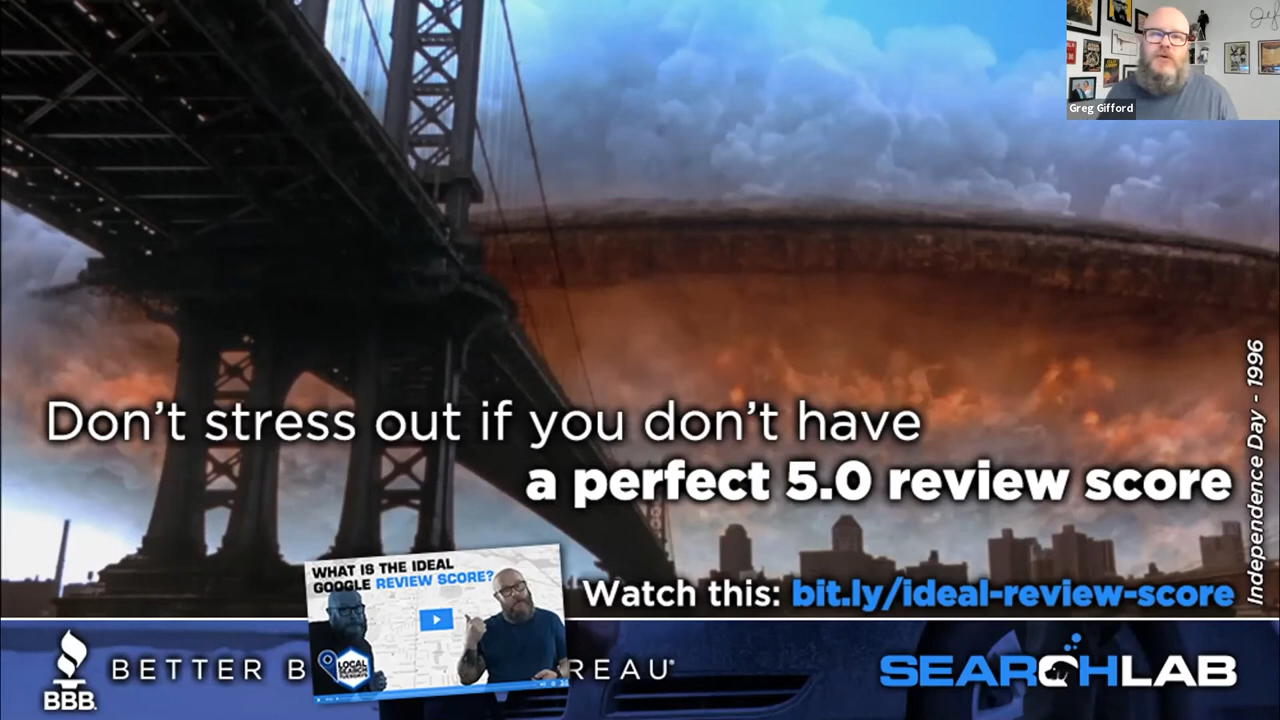 Greg Gifford
Don't stress out if you don't have
a perfect 5.0 review score
Independence Day - 1996
WHAT IS THE IDEAL
GOOGLE REVIEW SCORE?
LOCAL
SEARCH
TUESDAYS
Watch this: bit.ly/ideal-review-score
BBB.
BETTER B
REAU®
SEARCHLAB